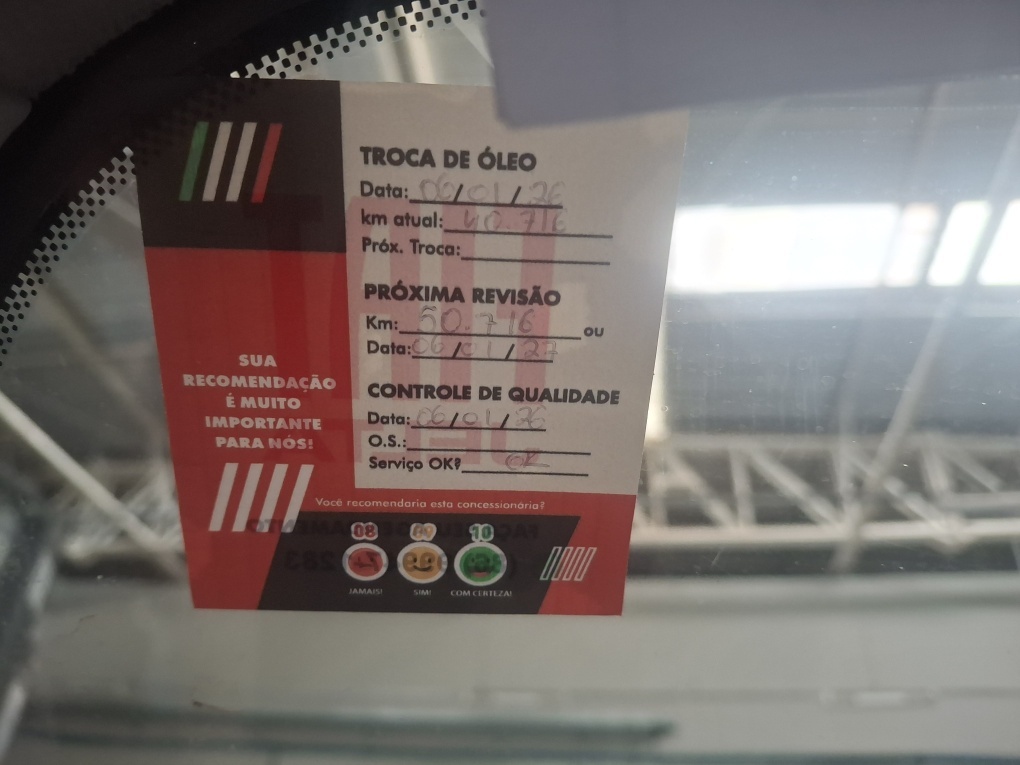 TROCA DE ÓLEO
Data: 06/01/26
km atual: 40.716
Próx. Troca:
PRÓXIMA REVISÃO
Km: 50.716 ou
Data: 06/01/27
CONTROLE DE QUALIDADE
Data: 06/01/26
O.S.:
Serviço OK? OK
SUA
RECOMENDAÇÃO
É MUITO
IMPORTANTE
PARA NÓS!
Você recomendaria esta concessionária?
08 09 10
JAMAIS! SIM! COM CERTEZA!